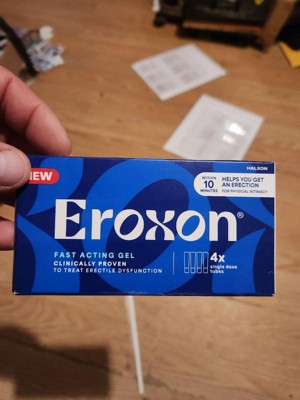 NEW
HALEON
WITHIN
10
MINUTES
HELPS YOU GET
AN ERECTION
FOR PHYSICAL INTIMACY
Eroxon®
FAST ACTING GEL
CLINICALLY PROVEN
TO TREAT ERECTILE DYSFUNCTION
4x
single dose
tubes